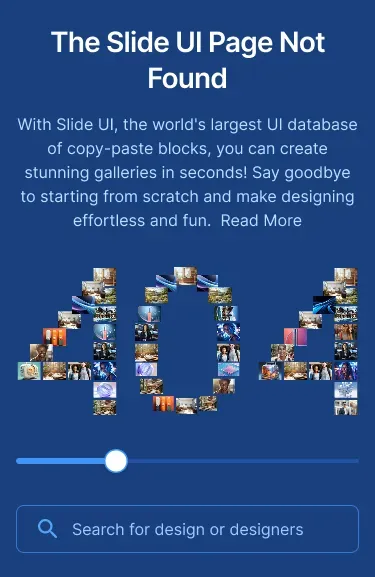 The Slide UI Page Not
Found
With Slide UI, the world's largest UI database
of copy-paste blocks, you can create
stunning galleries in seconds! Say goodbye
to starting from scratch and make designing
effortless and fun. Read More
404
Search for design or designers